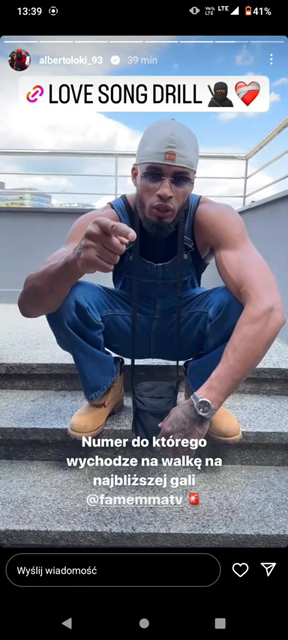 13:39
LTE 41%
albertoloki_93 39 min
LOVE SONG DRILL 🥷🏿❤️‍🩹
Numer do którego
wychodze na walkę na
najbliższej gali
@famemmatv 🚨
Wyślij wiadomość